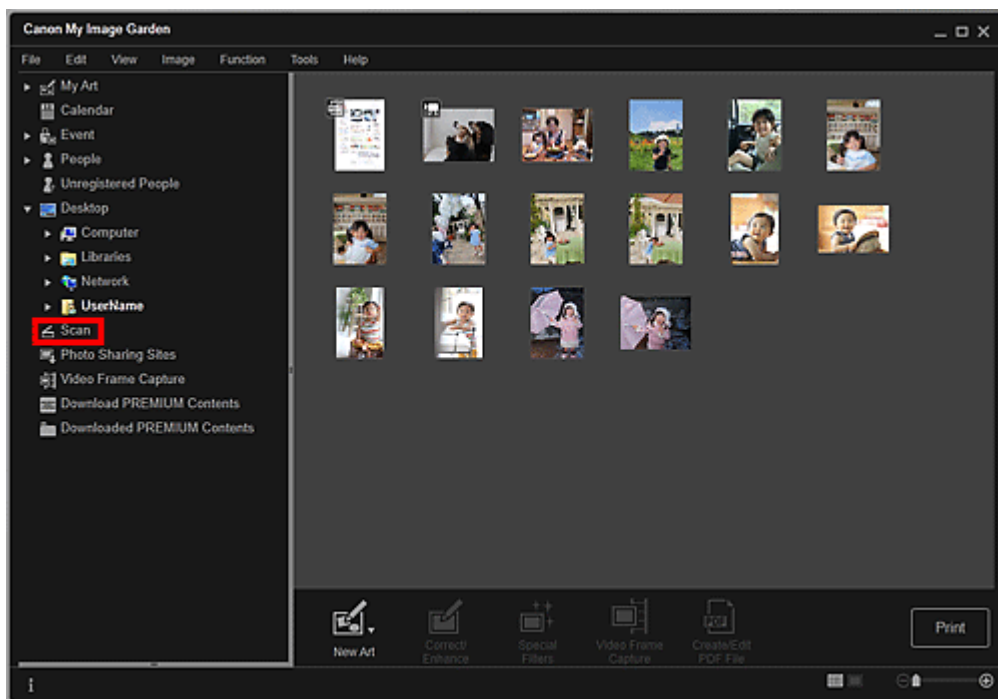 Canon My Image Garden
File Edit View Image Function Tools Help
My Art
Calendar
Event
People
Unregistered People
Desktop
Computer
Libraries
Network
UserName
Scan
Photo Sharing Sites
Video Frame Capture
Download PREMIUM Contents
Downloaded PREMIUM Contents
New Art
Correct/
Enhance
Special
Filters
Video Frame
Capture
PDF
Create/Edit
PDF File
Print